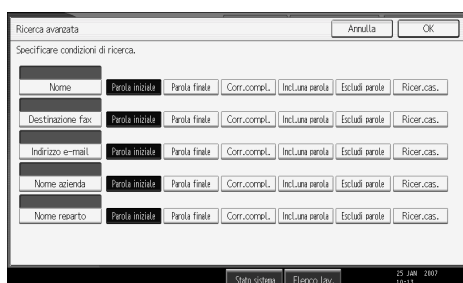 Ricerca avanzata Annulla OK
Specificare condizioni di ricerca.
Nome Parola iniziale Parola finale Corr.compl. Incl.una parola Escludi parole Ricer.cas.
Destinazione fax Parola iniziale Parola finale Corr.compl. Incl.una parola Escludi parole Ricer.cas.
Indirizzo e-mail Parola iniziale Parola finale Corr.compl. Incl.una parola Escludi parole Ricer.cas.
Nome azienda Parola iniziale Parola finale Corr.compl. Incl.una parola Escludi parole Ricer.cas.
Nome reparto Parola iniziale Parola finale Corr.compl. Incl.una parola Escludi parole Ricer.cas.
Stato sistema Elenco lav. 25 JAN 2007